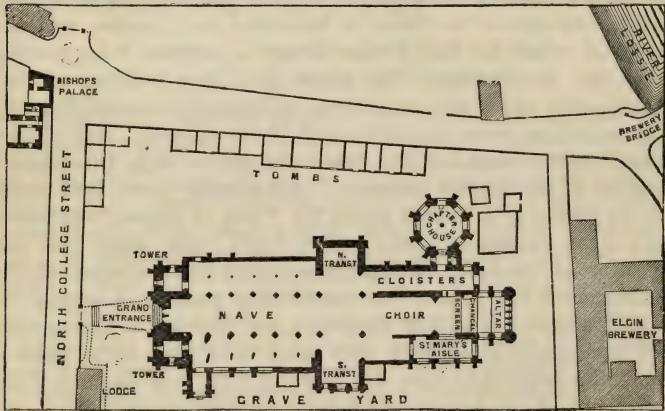 BISHOPS
PALACE
RIVER
LOSSIE
BREWERY
BRIDGE
TOMBS
NORTH COLLEGE STREET
CHAPTER
HOUSE
TOWER
N.
TRANST
CLOISTERS
GRAND
ENTRANCE
NAVE
CHOIR
SCREEN
CHANCEL
ALTAR
ELGIN
BREWERY
ST MARY'S
AISLE
S.
TRANST
TOWER
LODGE
GRAVE YARD